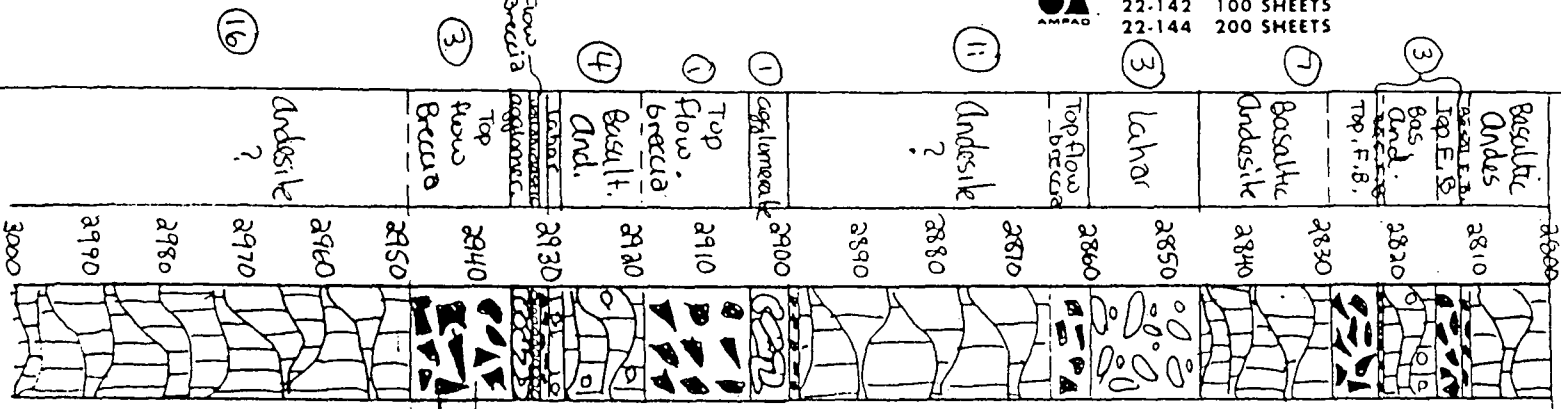 AMPAD
22-142 100 SHEETS
22-144 200 SHEETS
Basaltic
Andes
Top F.B
3
Bas
And.
Top. F.B.
7
Basaltic
Andesite
3
Lahar
Top flow
breccia
11
Andesite
?
1
agglomerate
1
Top
flow.
breccia
4
Basult.
And.
Lahar
Flow
Breccia
agglomer.
3
Top
flow
Breccia
16
Andesite
?
2800
2810
2820
2830
2840
2850
2860
2870
2880
2890
2900
2910
2920
2930
2940
2950
2960
2970
2980
2990
3000